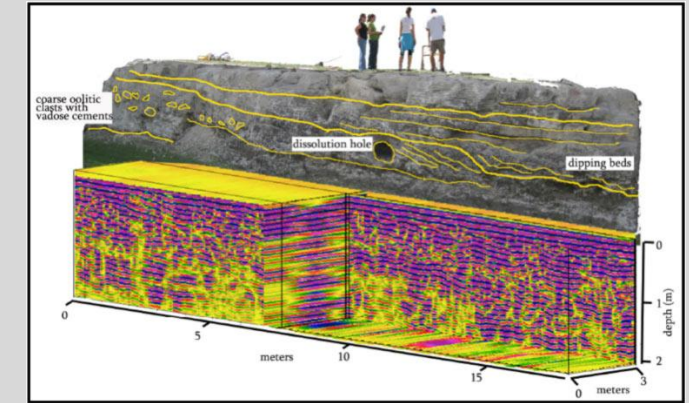 coarse oolitic
clasts with
vadose cements
dissolution hole
dipping beds
0
1
2
depth (m)
0
5
10
15
meters
0
3
meters